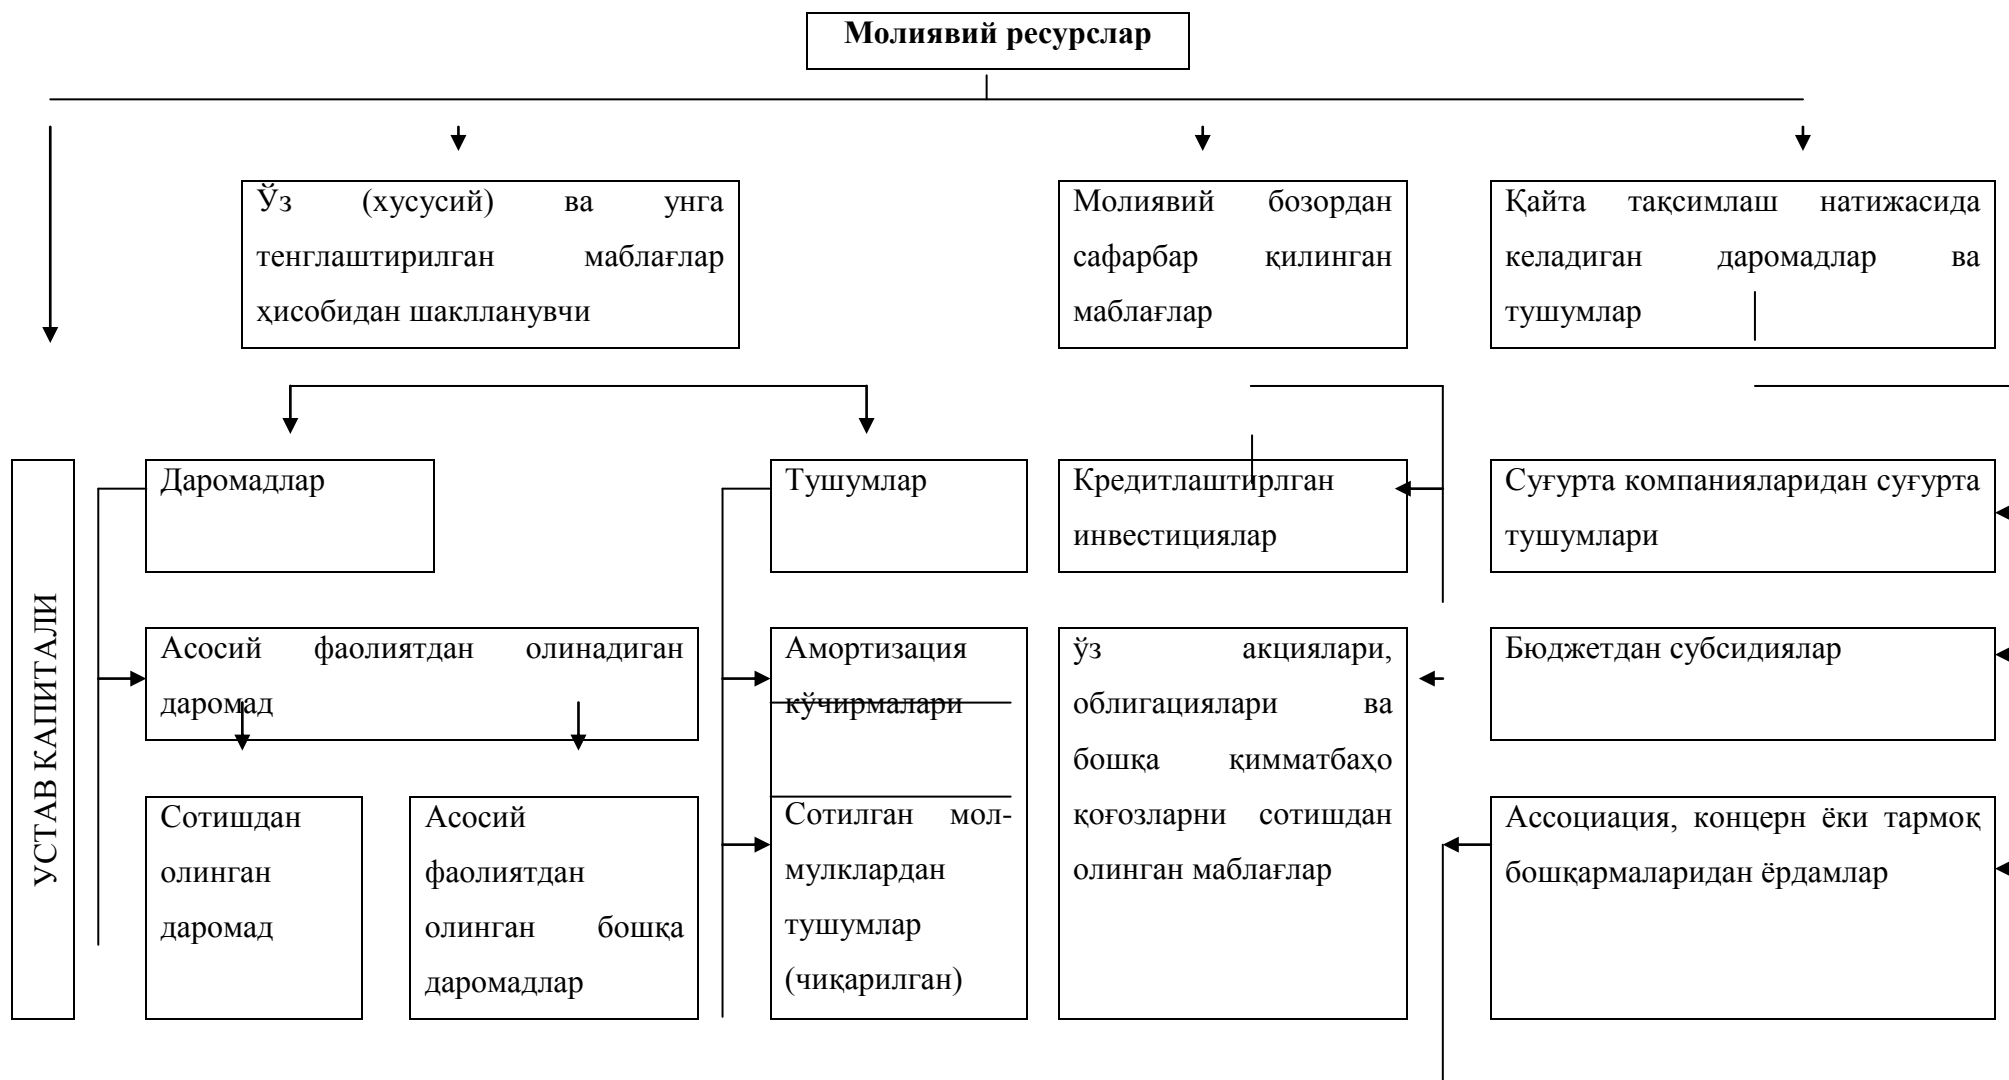 Молиявий ресурслар
Ўз (хусусий) ва унга
тенглаштирилган маблағлар
ҳисобидан шаклланувчи
Молиявий бозордан
сафарбар қилинган
маблағлар
Қайта тақсимлаш натижасида
келадиган даромадлар ва
тушумлар
УСТАВ КАПИТАЛИ
Даромадлар
Тушумлар
Кредитлаштирлган
инвестициялар
Суғурта компанияларидан суғурта
тушумлари
Асосий фаолиятдан олинадиган
даромад
Амортизация
кўчирмалари
Сотилган мол-
мулклардан
тушумлар
(чиқарилган)
ўз акциялари,
облигациялари ва
бошқа қимматбаҳо
қоғозларни сотишдан
олинган маблағлар
Бюджетдан субсидиялар
Сотишдан
олинган
даромад
Асосий
фаолиятдан
олинган бошқа
даромадлар
Ассоциация, концерн ёки тармоқ
бошқармаларидан ёрдамлар